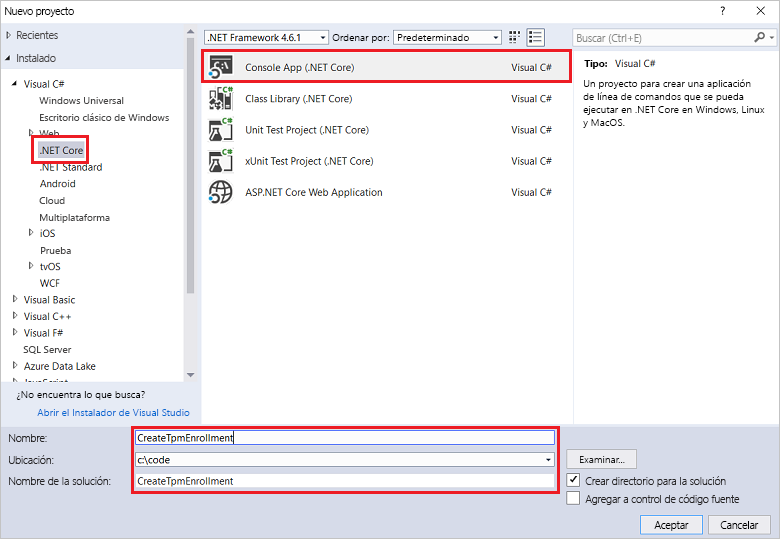 Nuevo proyecto
Recientes
Instalado
Visual C#
Windows Universal
Escritorio clásico de Windows
Web
.NET Core
.NET Standard
Android
Cloud
Multiplataforma
iOS
Prueba
tvOS
WCF
Visual Basic
Visual C++
Visual F#
SQL Server
Azure Data Lake
JavaScript
¿No encuentra lo que busca?
Abrir el Instalador de Visual Studio
.NET Framework 4.6.1 Ordenar por: Predeterminado
Console App (.NET Core) Visual C#
Class Library (.NET Core) Visual C#
Unit Test Project (.NET Core) Visual C#
xUnit Test Project (.NET Core) Visual C#
ASP.NET Core Web Application Visual C#
Buscar (Ctrl+E)
Tipo: Visual C#
Un proyecto para crear una aplicación
de línea de comandos que se pueda
ejecutar en .NET Core en Windows, Linux
y MacOS.
Nombre: CreateTpmEnrollment
Ubicación: c:\code Examinar...
Nombre de la solución: CreateTpmEnrollment
Crear directorio para la solución
Agregar a control de código fuente
Aceptar Cancelar